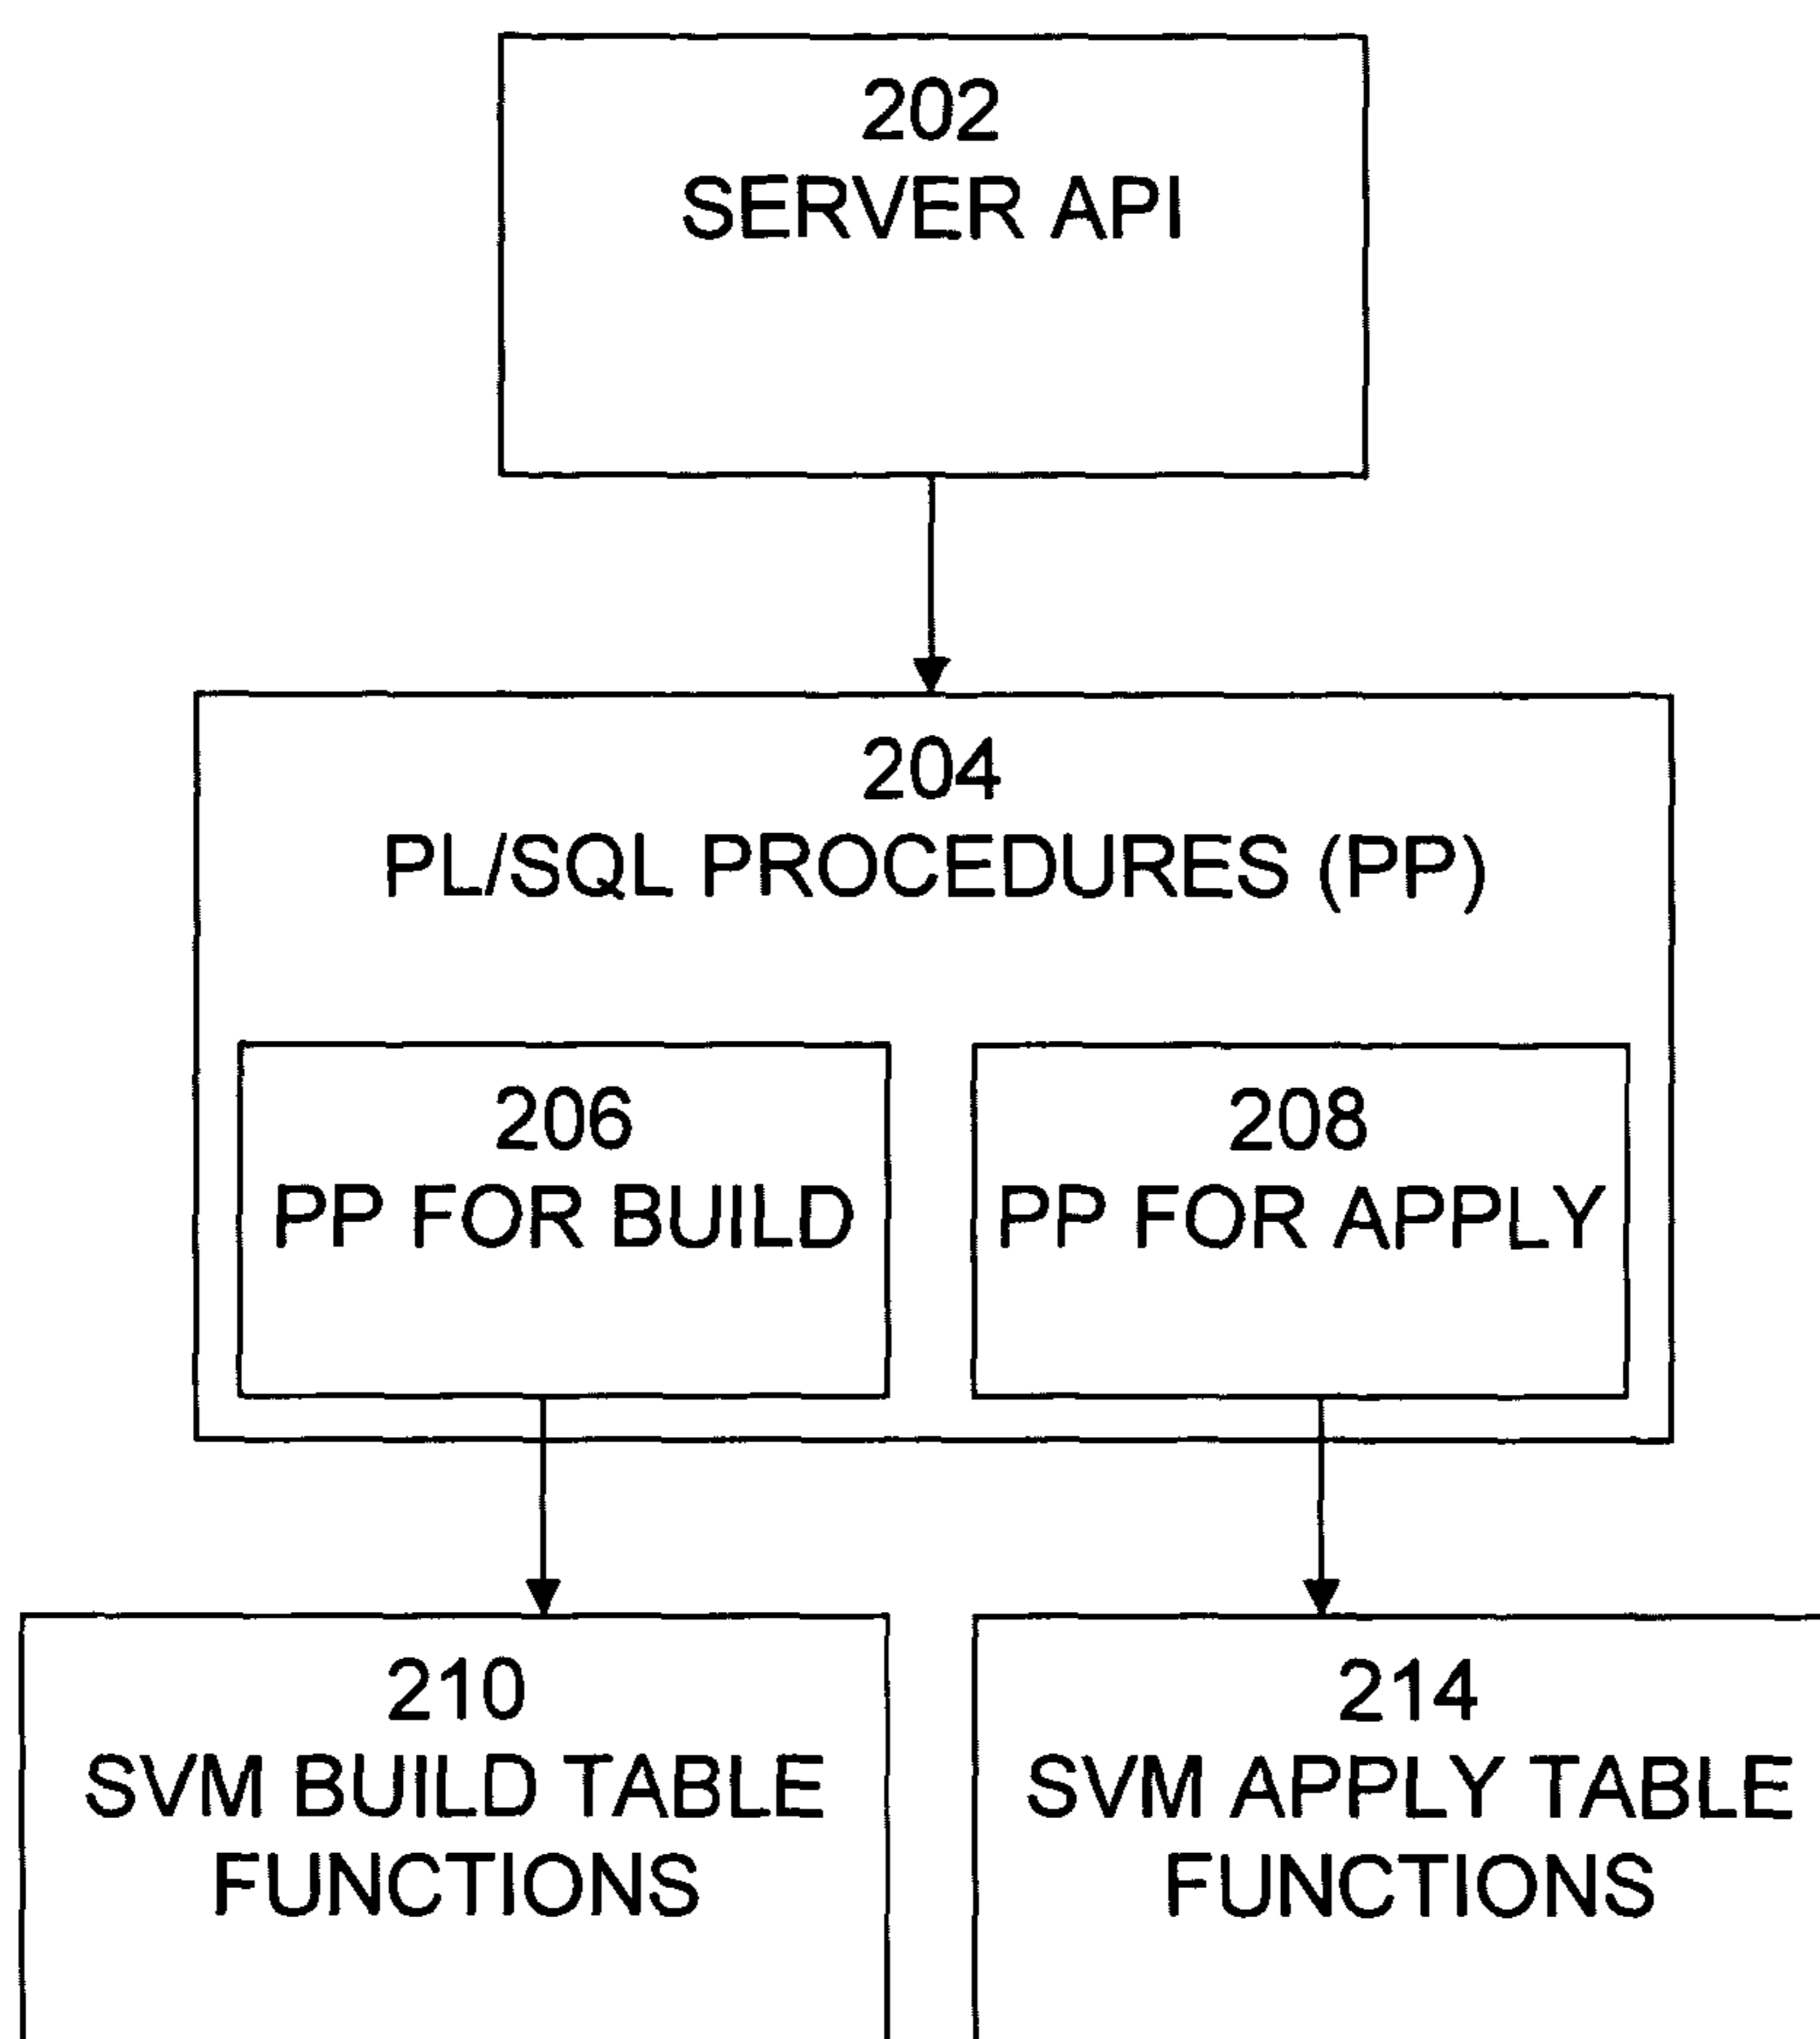 202
SERVER API
204
PL/SQL PROCEDURES (PP)
206
PP FOR BUILD
208
PP FOR APPLY
210
SVM BUILD TABLE
FUNCTIONS
214
SVM APPLY TABLE
FUNCTIONS